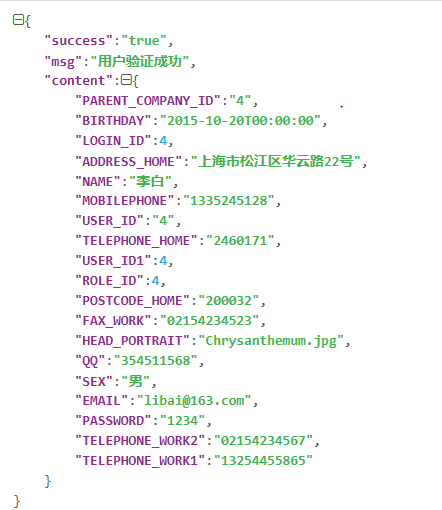 {
"success":"true",
"msg":"用户验证成功",
"content":{
"PARENT_COMPANY_ID":"4",
"BIRTHDAY":"2015-10-20T00:00:00",
"LOGIN_ID":4,
"ADDRESS_HOME":"上海市松江区华云路22号",
"NAME":"李白",
"MOBILEPHONE":"1335245128",
"USER_ID":"4",
"TELEPHONE_HOME":"2460171",
"USER_ID1":4,
"ROLE_ID":4,
"POSTCODE_HOME":"200032",
"FAX_WORK":"02154234523",
"HEAD_PORTRAIT":"Chrysanthemum.jpg",
"QQ":"354511568",
"SEX":"男",
"EMAIL":"libai@163.com",
"PASSWORD":"1234",
"TELEPHONE_WORK2":"02154234567",
"TELEPHONE_WORK1":"13254455865"
}
}